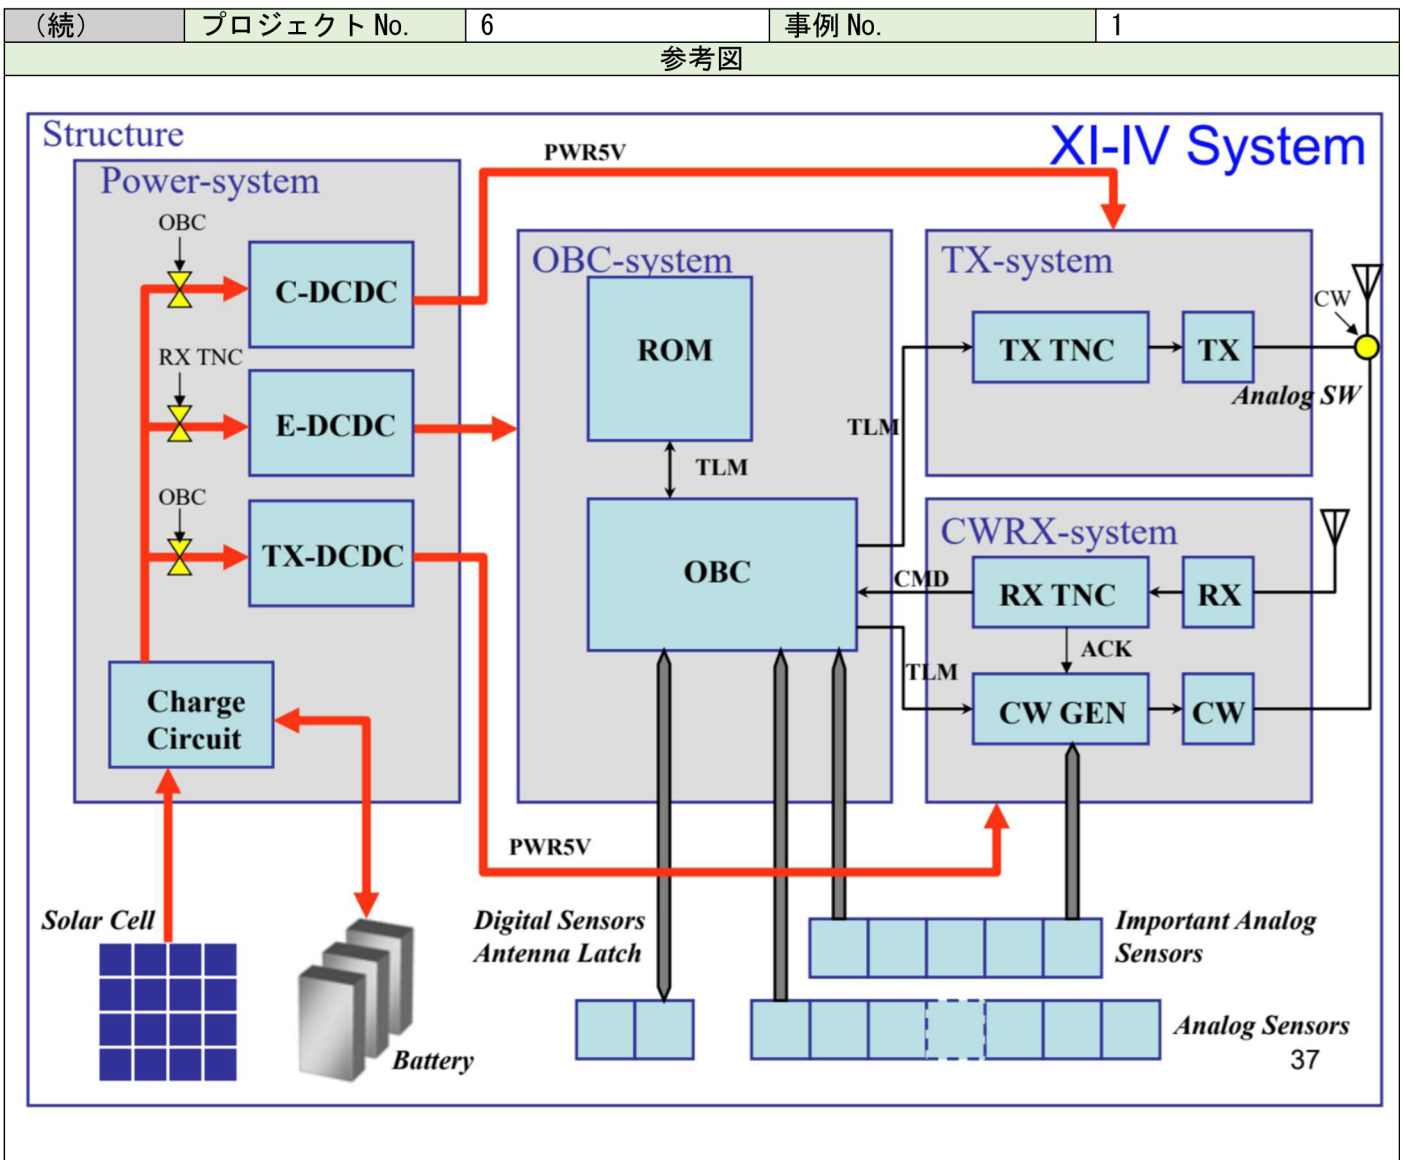 （続） プロジェクト No. 6 事例 No. 1
参考図
Structure
XI-IV System
PWR5V
Power-system
OBC
C-DCDC
RX TNC
E-DCDC
OBC
TX-DCDC
Charge
Circuit
OBC-system
ROM
TLM
OBC
TX-system
TX TNC
TX
CW
Analog SW
TLM
CWRX-system
CMD
RX TNC
RX
ACK
TLM
CW GEN
CW
PWR5V
Solar Cell
Battery
Digital Sensors
Antenna Latch
Important Analog
Sensors
Analog Sensors
37